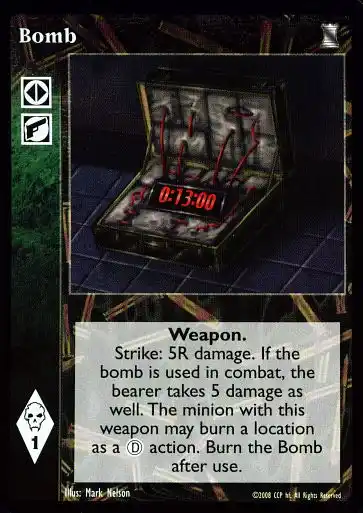 Bomb
0:13:00
Weapon.
Strike: 5R damage. If the
bomb is used in combat, the
bearer takes 5 damage as
well. The minion with this
weapon may burn a location
as a Ⓓ action. Burn the Bomb
after use.
1
Illus: Mark Nelson
©2008 CCP hf. All Rights Reserved.